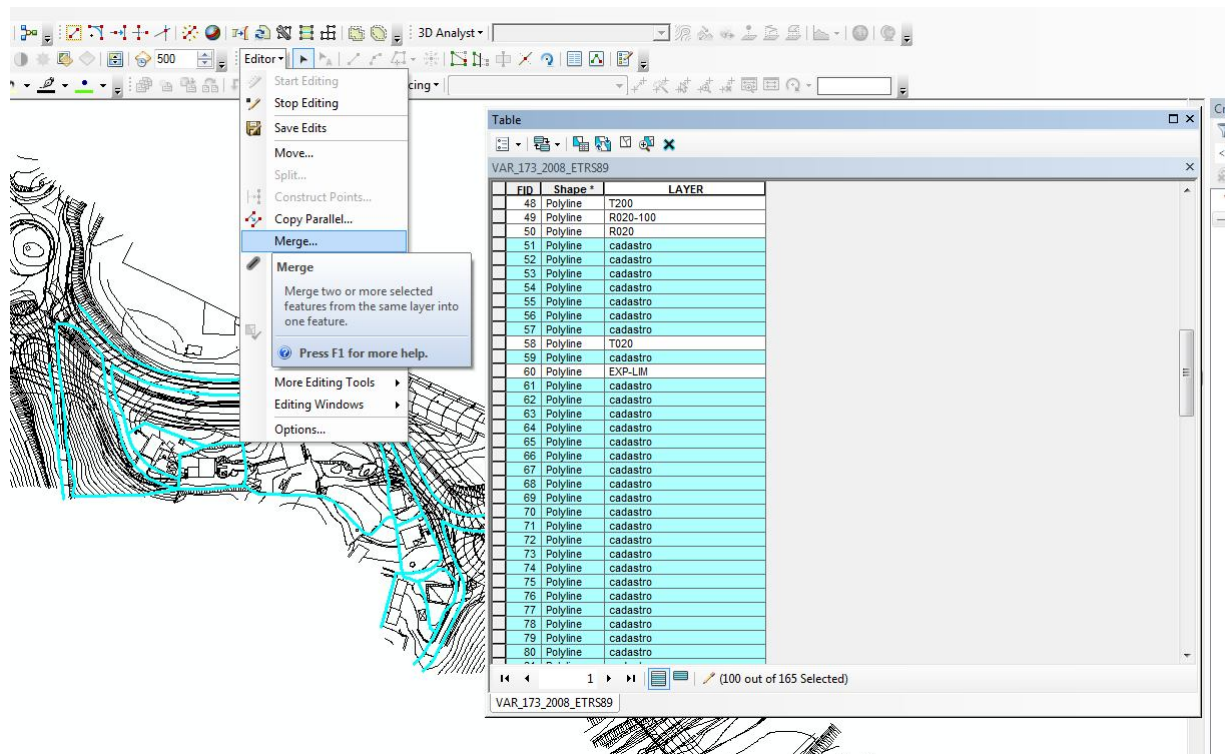 3D Analyst
500
Editor
Start Editing
Stop Editing
Save Edits
Move...
Split...
Construct Points...
Copy Parallel...
Merge...
Merge
Merge two or more selected
features from the same layer into
one feature.
Press F1 for more help.
More Editing Tools
Editing Windows
Options...
cing
Cr
Table
VAR_173_2008_ETRS89
FID Shape * LAYER
48 Polyline T200
49 Polyline R020-100
50 Polyline R020
51 Polyline cadastro
52 Polyline cadastro
53 Polyline cadastro
54 Polyline cadastro
55 Polyline cadastro
56 Polyline cadastro
57 Polyline cadastro
58 Polyline T020
59 Polyline cadastro
60 Polyline EXP-LIM
61 Polyline cadastro
62 Polyline cadastro
63 Polyline cadastro
64 Polyline cadastro
65 Polyline cadastro
66 Polyline cadastro
67 Polyline cadastro
68 Polyline cadastro
69 Polyline cadastro
70 Polyline cadastro
71 Polyline cadastro
72 Polyline cadastro
73 Polyline cadastro
74 Polyline cadastro
75 Polyline cadastro
76 Polyline cadastro
77 Polyline cadastro
78 Polyline cadastro
79 Polyline cadastro
80 Polyline cadastro
1
(100 out of 165 Selected)
VAR_173_2008_ETRS89